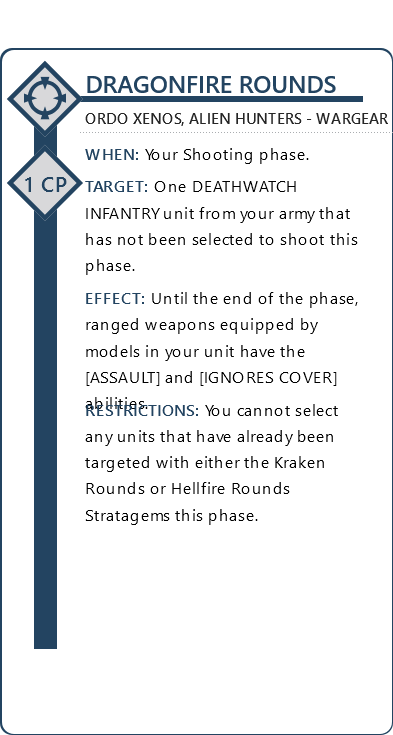 DRAGONFIRE ROUNDS
ORDO XENOS, ALIEN HUNTERS - WARGEAR
WHEN: Your Shooting phase.
1 CP
TARGET: One DEATHWATCH
INFANTRY unit from your army that
has not been selected to shoot this
phase.
EFFECT: Until the end of the phase,
ranged weapons equipped by
models in your unit have the
[ASSAULT] and [IGNORES COVER]
abilities.
RESTRICTIONS: You cannot select
any units that have already been
targeted with either the Kraken
Rounds or Hellfire Rounds
Stratagems this phase.